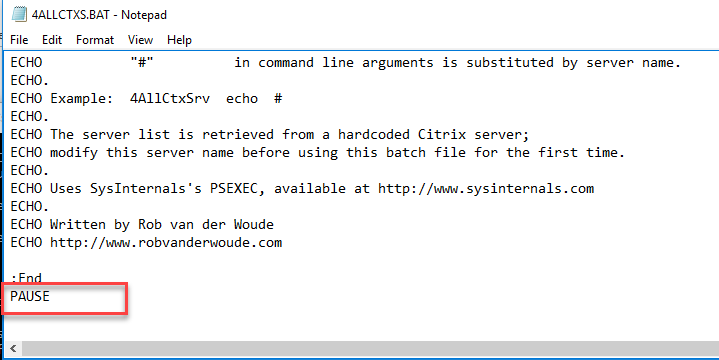 4ALLCTXS.BAT - Notepad
File Edit Format View Help
ECHO "#" in command line arguments is substituted by server name.
ECHO.
ECHO Example: 4AllCtxSrv echo #
ECHO.
ECHO The server list is retrieved from a hardcoded Citrix server;
ECHO modify this server name before using this batch file for the first time.
ECHO.
ECHO Uses SysInternals's PSEXEC, available at http://www.sysinternals.com
ECHO.
ECHO Written by Rob van der Woude
ECHO http://www.robvanderwoude.com
:End
PAUSE